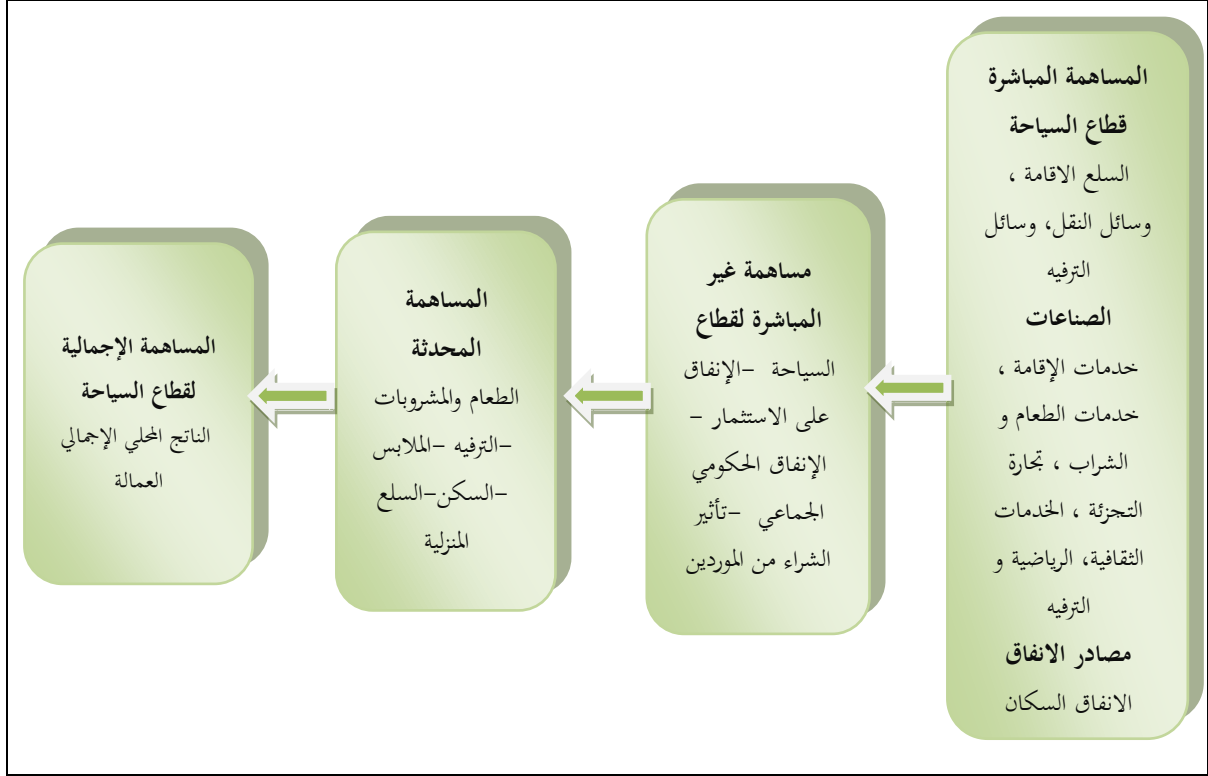 المساهمة المباشرة
قطاع السياحة
السلع الاقامة ،
وسائل النقل، وسائل
الترفيه
الصناعات
خدمات الإقامة ،
خدمات الطعام و
الشراب ، تجارة
التجزئة ، الخدمات
الثقافية، الرياضية و
الترفيه
مصادر الانفاق
الانفاق السكان
مساهمة غير
المباشرة لقطاع
السياحة –الإنفاق
على الاستثمار –
الإنفاق الحكومي
الجماعي –تأثير
الشراء من الموردين
المساهمة
المحدثة
الطعام والمشروبات
–الترفيه –الملابس
–السكن–السلع
المنزلية
المساهمة الإجمالية
لقطاع السياحة
الناتج المحلي الإجمالي
العمالة